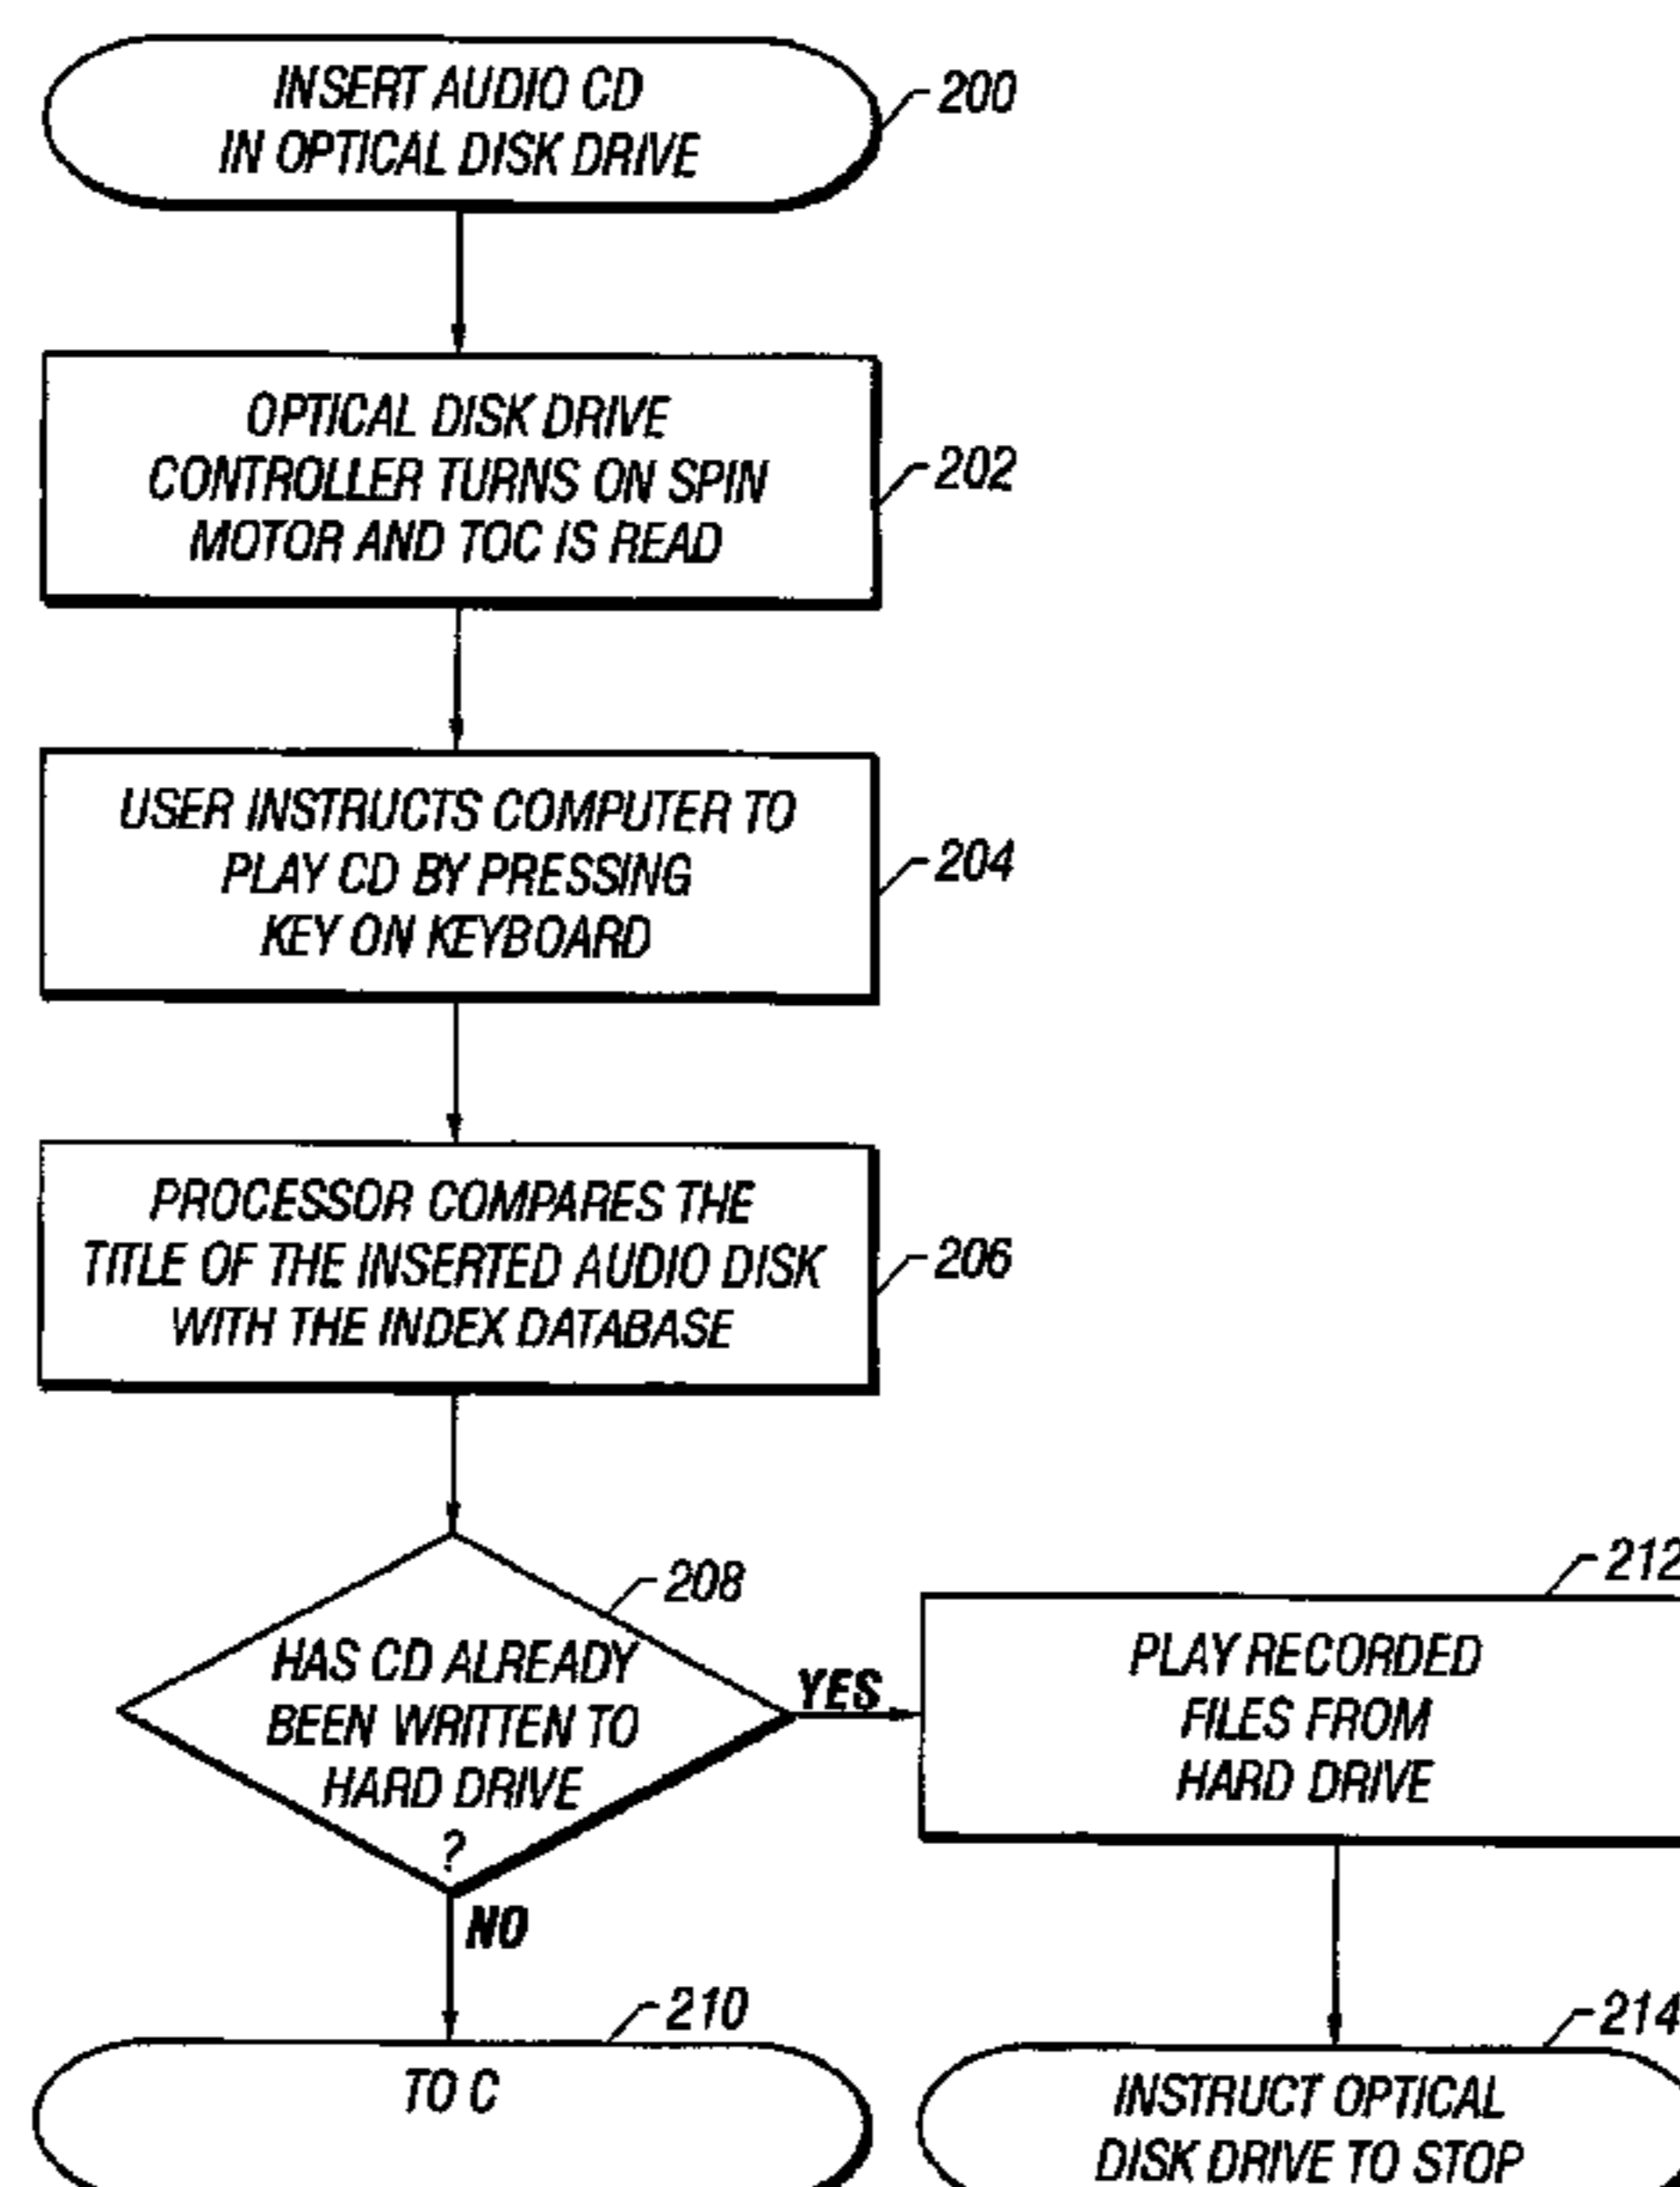 INSERT AUDIO CD
IN OPTICAL DISK DRIVE
200
OPTICAL DISK DRIVE
CONTROLLER TURNS ON SPIN
MOTOR AND TOC IS READ
202
USER INSTRUCTS COMPUTER TO
PLAY CD BY PRESSING
KEY ON KEYBOARD
204
PROCESSOR COMPARES THE
TITLE OF THE INSERTED AUDIO DISK
WITH THE INDEX DATABASE
206
208
HAS CD ALREADY
BEEN WRITTEN TO
HARD DRIVE
?
YES
NO
212
PLAY RECORDED
FILES FROM
HARD DRIVE
210
TO C
214
INSTRUCT OPTICAL
DISK DRIVE TO STOP